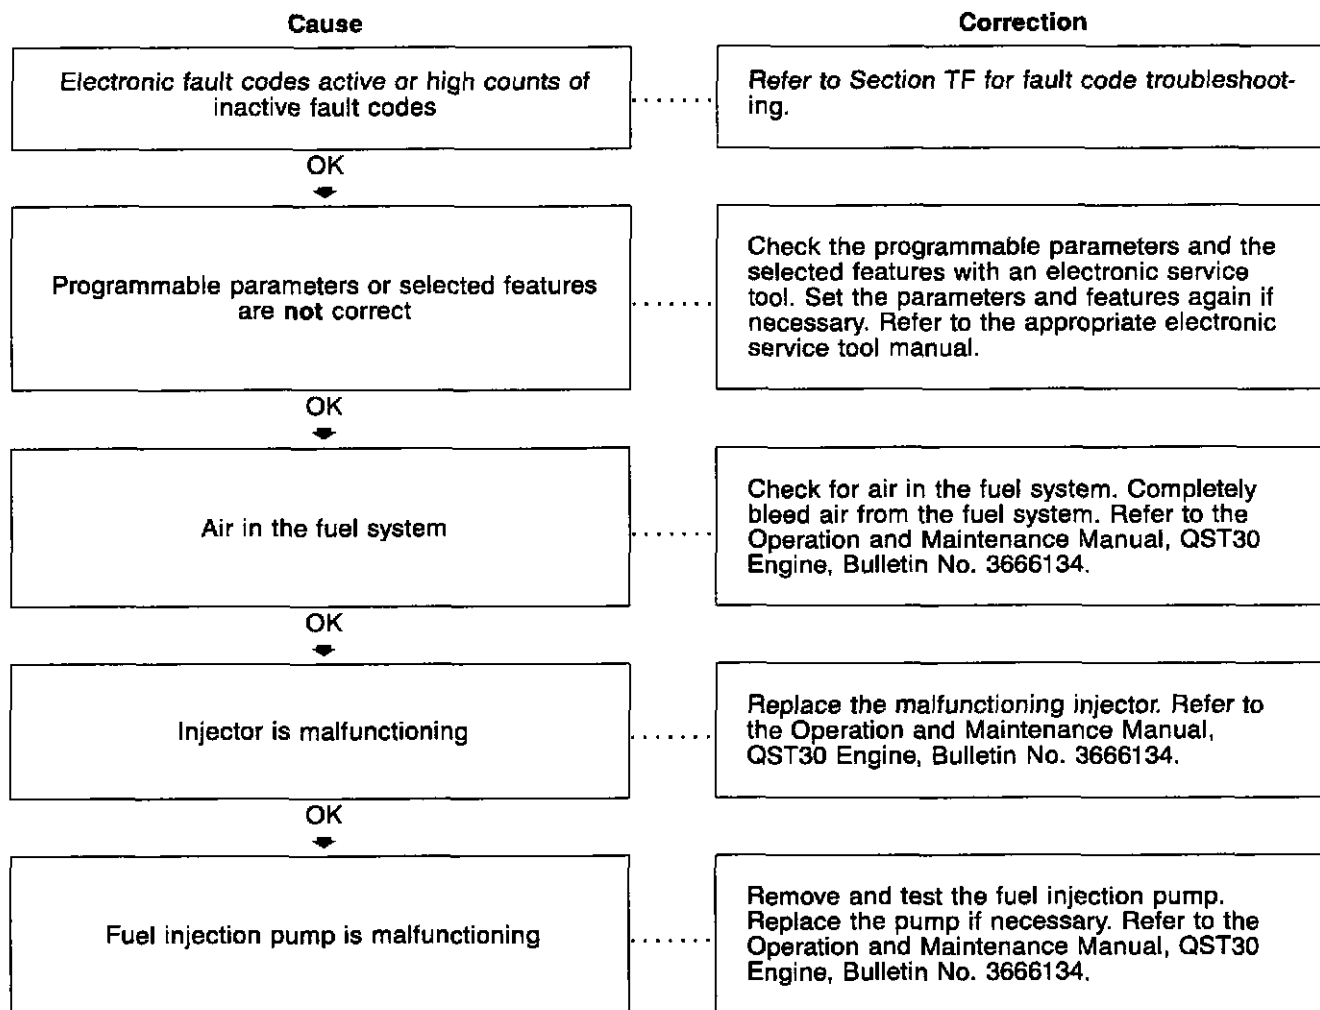 Cause
Correction
Electronic fault codes active or high counts of
inactive fault codes
Refer to Section TF for fault code troubleshoot-
ing.
OK
Programmable parameters or selected features
are not correct
Check the programmable parameters and the
selected features with an electronic service
tool. Set the parameters and features again if
necessary. Refer to the appropriate electronic
service tool manual.
OK
Air in the fuel system
Check for air in the fuel system. Completely
bleed air from the fuel system. Refer to the
Operation and Maintenance Manual, QST30
Engine, Bulletin No. 3666134.
OK
Injector is malfunctioning
Replace the malfunctioning injector. Refer to
the Operation and Maintenance Manual,
QST30 Engine, Bulletin No. 3666134.
OK
Fuel injection pump is malfunctioning
Remove and test the fuel injection pump.
Replace the pump if necessary. Refer to the
Operation and Maintenance Manual, QST30
Engine, Bulletin No. 3666134.